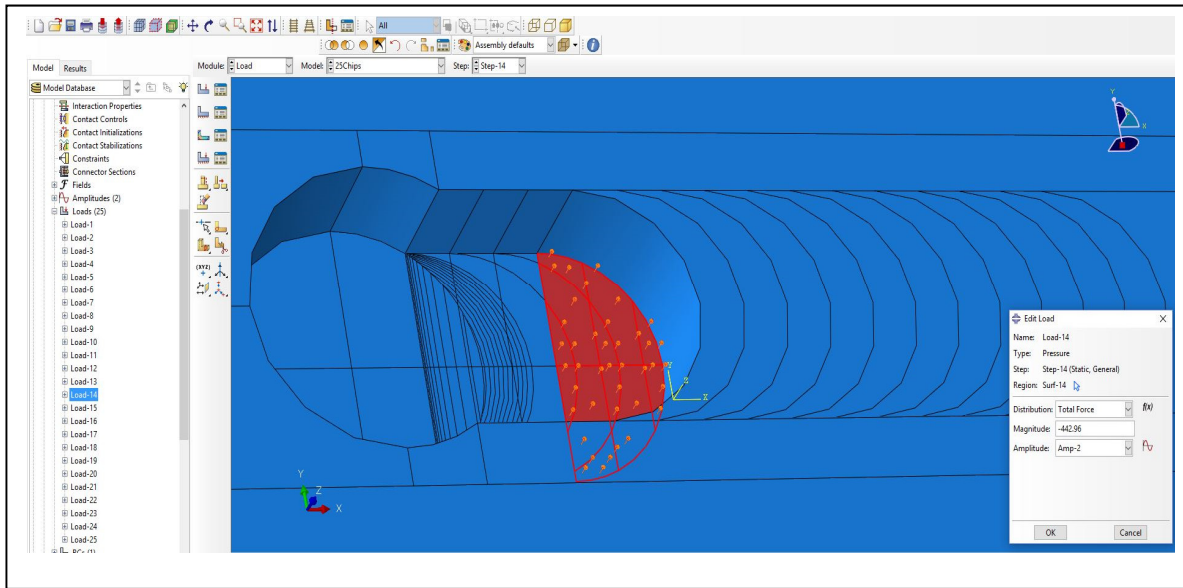 All
Assembly defaults
Model Results
Module: Load Model: 25Chips Step: Step-14
Model Database
Interaction Properties
Contact Controls
Contact Initializations
Contact Stabilizations
Constraints
Connector Sections
Fields
Amplitudes (2)
Loads (25)
Load-1
Load-2
Load-3
Load-4
Load-5
Load-6
Load-7
Load-8
Load-9
Load-10
Load-11
Load-12
Load-13
Load-14
Load-15
Load-16
Load-17
Load-18
Load-19
Load-20
Load-21
Load-22
Load-23
Load-24
Load-25
BCs (1)
(XYZ)
Y
X
Y
Z
X
Y
Z
X
Edit Load
Name: Load-14
Type: Pressure
Step: Step-14 (Static, General)
Region: Surf-14
Distribution: Total Force f(x)
Magnitude: -442.96
Amplitude: Amp-2
OK Cancel